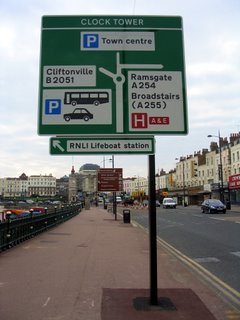 CLOCK TOWER
P Town centre
Cliftonville
B2051
P
Ramsgate
A254
Broadstairs
(A255)
H A&E
RNLI Lifeboat station